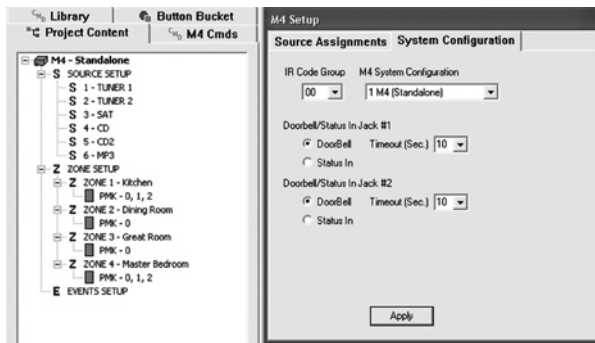 Library
Button Bucket
Project Content
M4 Cmds
M4 - Standalone
S SOURCE SETUP
S 1 - TUNER 1
S 2 - TUNER 2
S 3 - SAT
S 4 - CD
S 5 - CD2
S 6 - MP3
Z ZONE SETUP
Z ZONE 1 - Kitchen
PMK - 0, 1, 2
Z ZONE 2 - Dining Room
PMK - 0
Z ZONE 3 - Great Room
PMK - 0
Z ZONE 4 - Master Bedroom
PMK - 0, 1, 2
E EVENTS SETUP
M4 Setup
Source Assignments System Configuration
IR Code Group M4 System Configuration
00 1 M4 (Standalone)
Doorbell/Status In Jack #1
DoorBell Timeout (Sec.) 10
Status In
Doorbell/Status In Jack #2
DoorBell Timeout (Sec.) 10
Status In
Apply